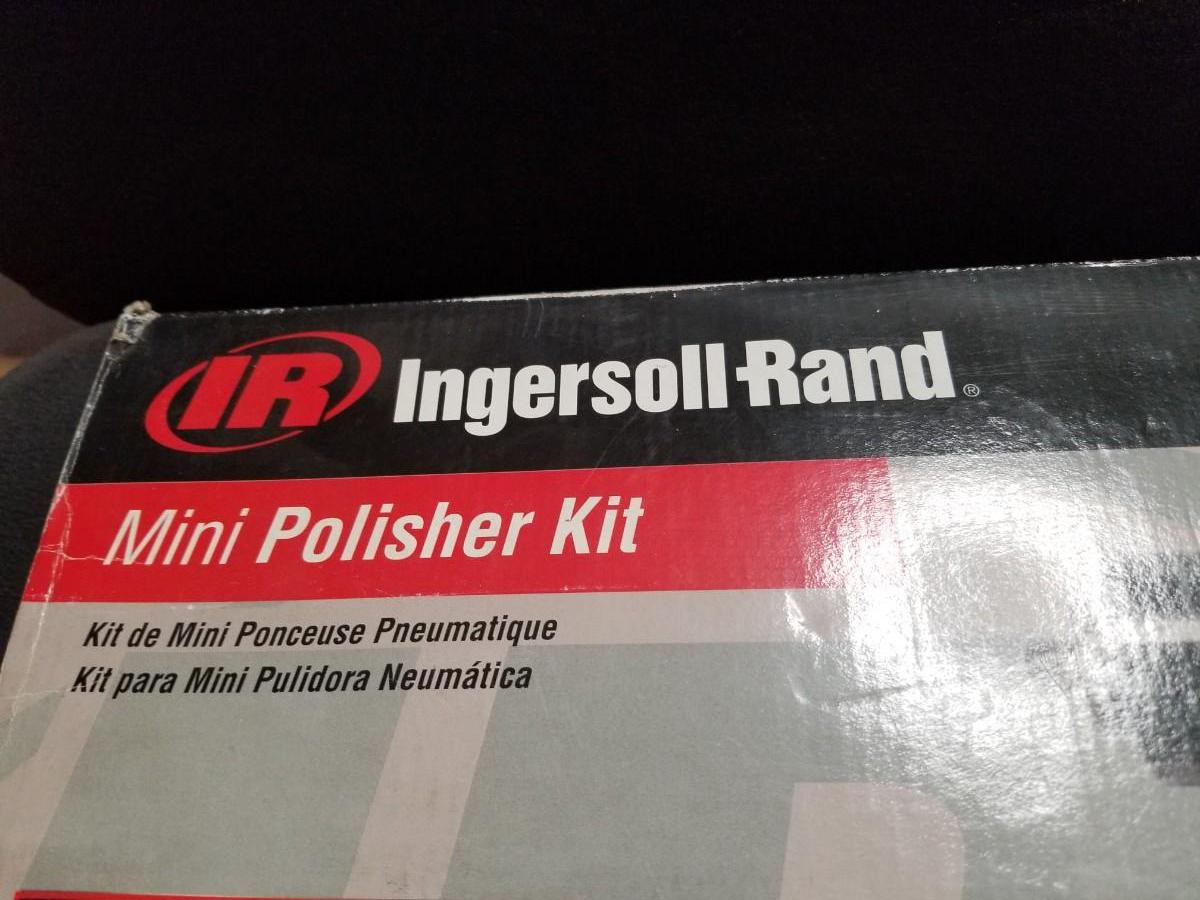 IR Ingersoll-Rand®
Mini Polisher Kit
Kit de Mini Ponceuse Pneumatique
Kit para Mini Pulidora Neumática